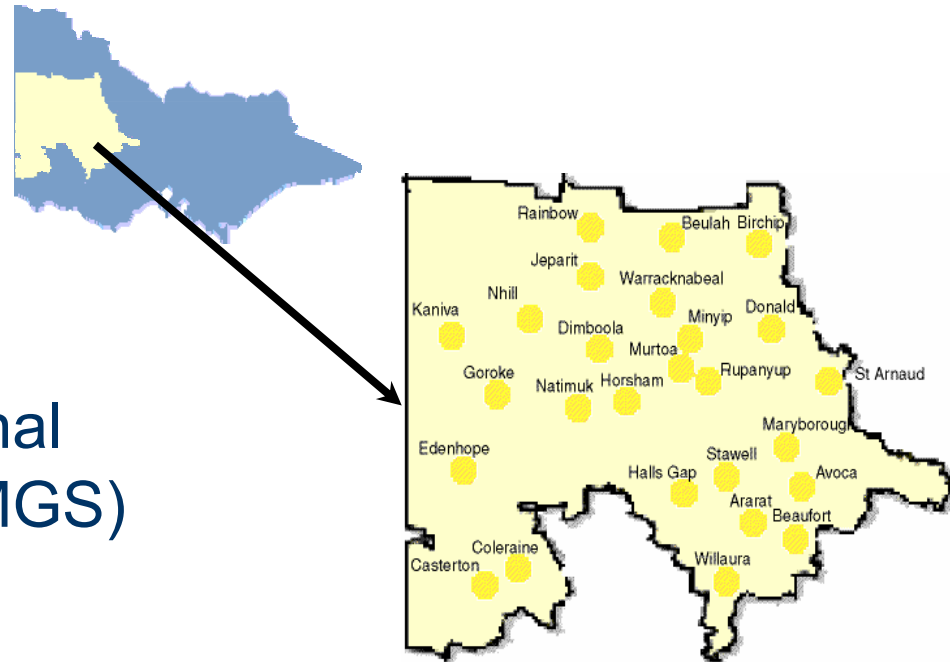 Rainbow
Beulah Birchip
Jeparit
Warracknabeal
Nhill
Kaniva
Donald
Minyip
Dimboola
Murtoa
Goroke
Rupanyup
St Arnaud
Natimuk Horsham
Maryborough
Edenhope
Stawell
Halls Gap
Avoca
Ararat
Beaufort
Coleraine
Willaura
Casterton
nal
MGS)